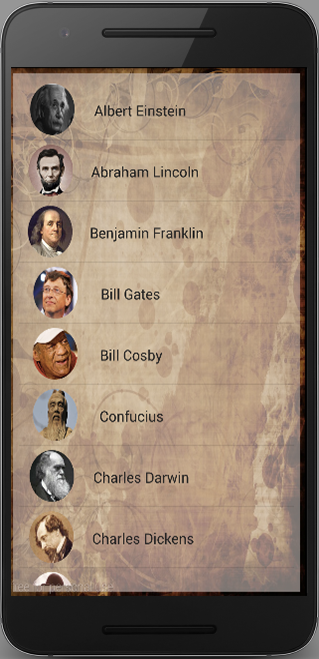 Albert Einstein
Abraham Lincoln
Benjamin Franklin
Bill Gates
Bill Cosby
Confucius
Charles Darwin
Charles Dickens